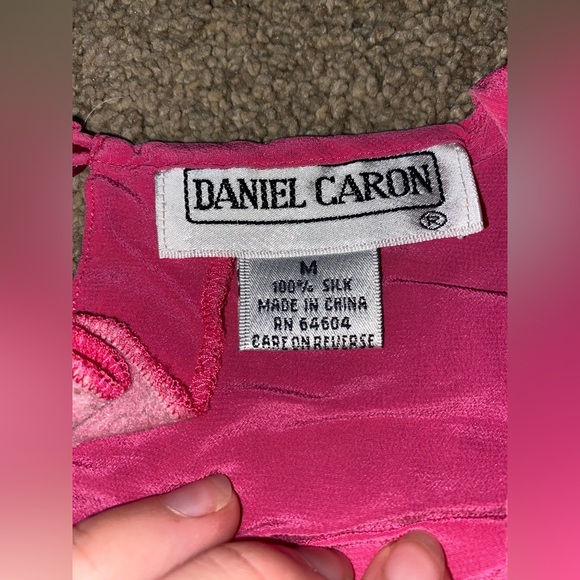 DANIEL CARON
®
M
100% SILK
MADE IN CHINA
RN 64604
CARE ON REVERSE